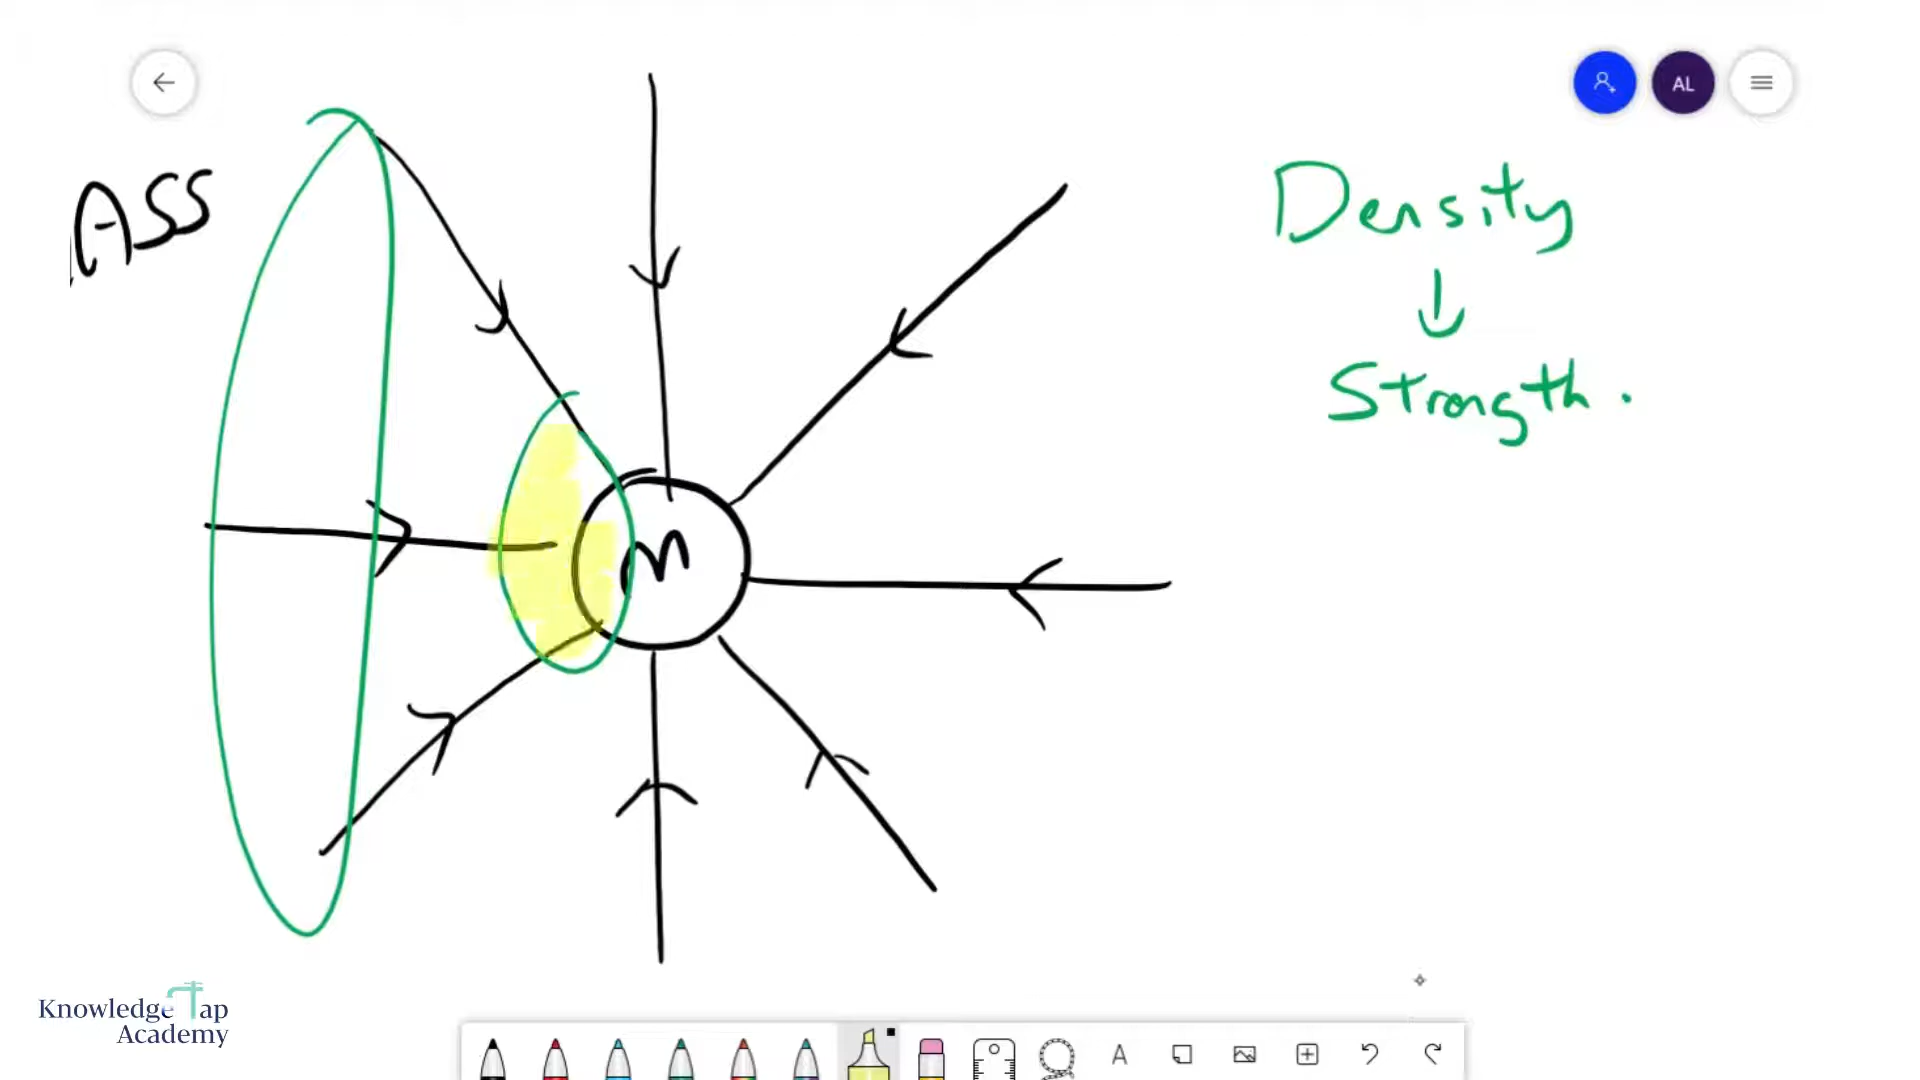 AL
ASS
Density
↓
Strength.
m
Knowledge Tap
Academy
A